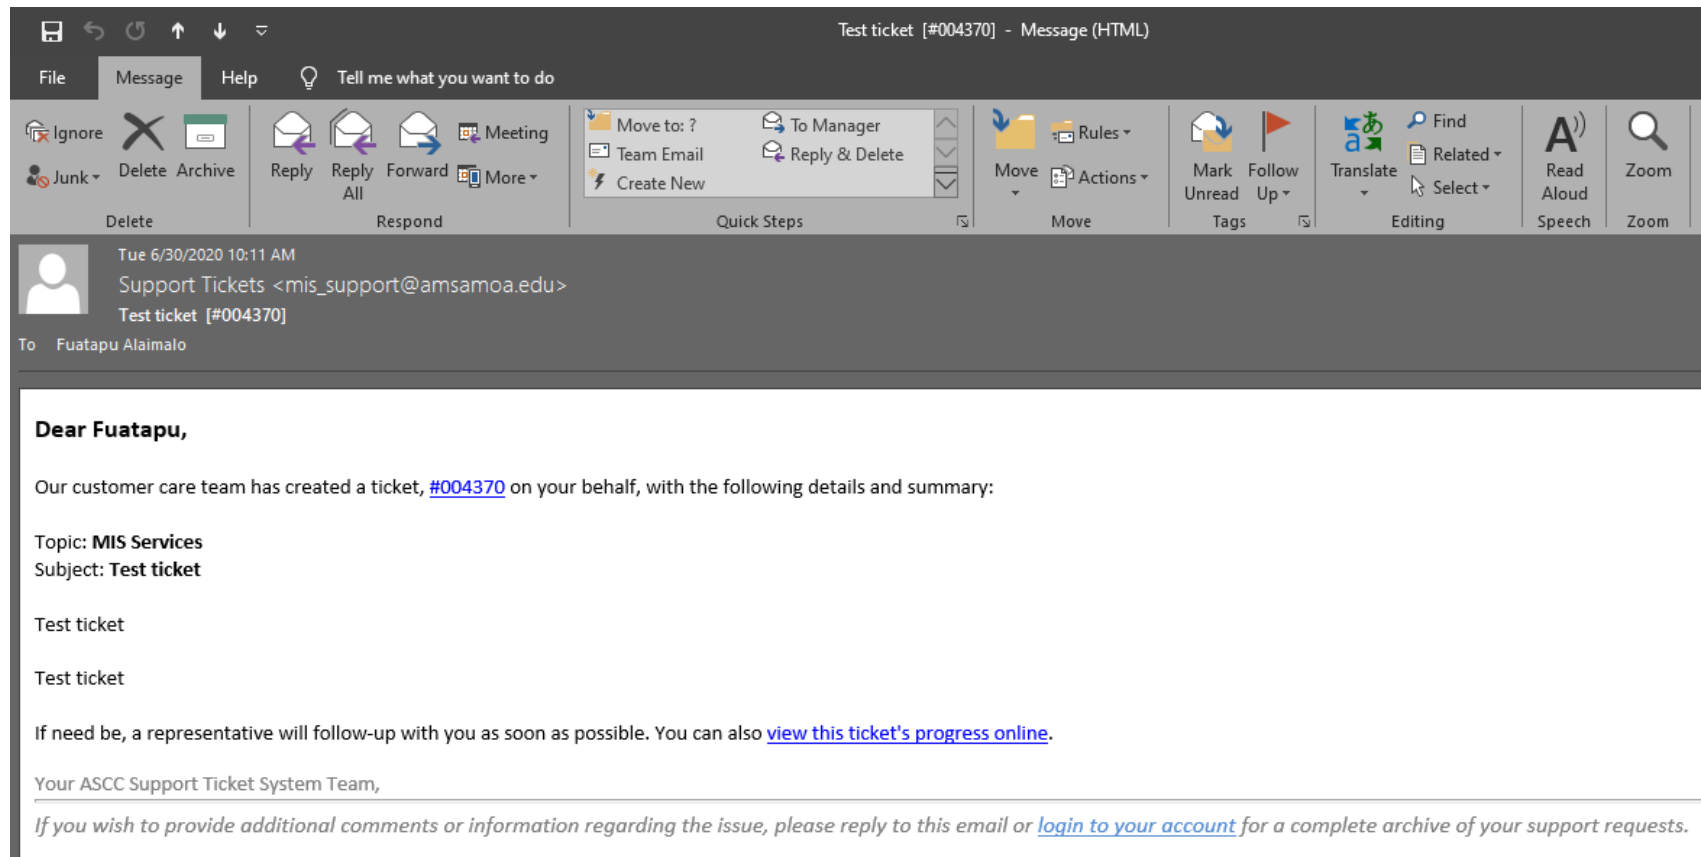 Test ticket [#004370] - Message (HTML)
File Message Help Tell me what you want to do
Ignore
Junk
Delete
Archive
Delete
Reply
Reply All
Forward
Meeting
More
Respond
Move to: ?
Team Email
Create New
To Manager
Reply & Delete
Quick Steps
Move
Rules
Actions
Move
Mark Unread
Follow Up
Tags
Translate
Find
Related
Select
Editing
Read Aloud
Speech
Zoom
Zoom
Tue 6/30/2020 10:11 AM
Support Tickets <mis_support@amsamoa.edu>
Test ticket [#004370]
To Fuatapu Alaimalo
Dear Fuatapu,
Our customer care team has created a ticket, #004370 on your behalf, with the following details and summary:
Topic: MIS Services
Subject: Test ticket
Test ticket
Test ticket
If need be, a representative will follow-up with you as soon as possible. You can also view this ticket's progress online.
Your ASCC Support Ticket System Team,
If you wish to provide additional comments or information regarding the issue, please reply to this email or login to your account for a complete archive of your support requests.